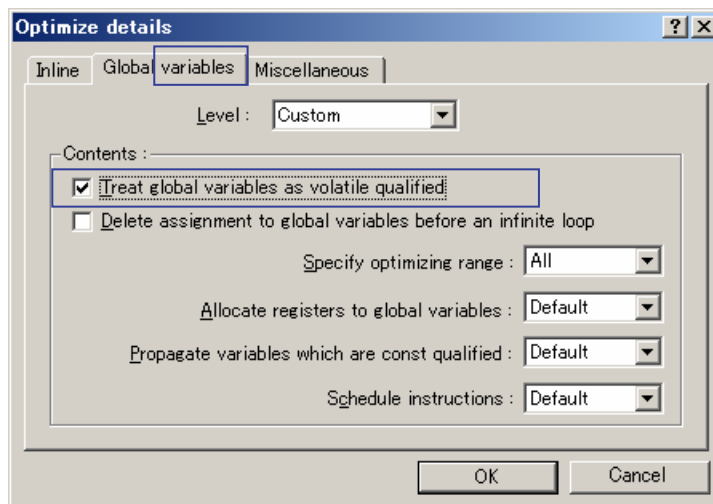 Optimize details
Inline Global variables Miscellaneous
Level : Custom
Contents :
Treat global variables as volatile qualified
Delete assignment to global variables before an infinite loop
Specify optimizing range : All
Allocate registers to global variables : Default
Propagate variables which are const qualified : Default
Schedule instructions : Default
OK Cancel